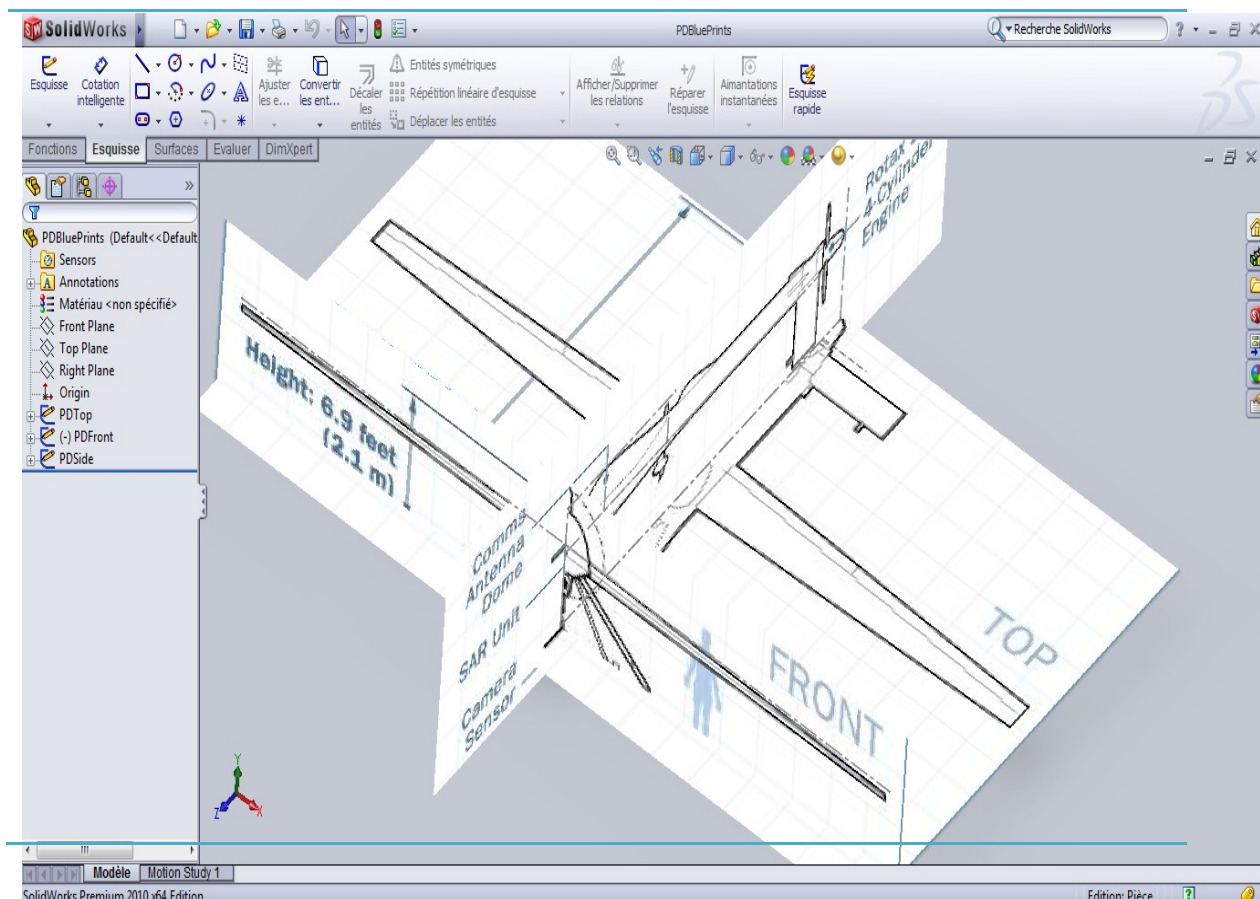 SolidWorks
PDBluePrints
Recherche SolidWorks
Esquisse
Cotation
intelligente
Ajuster
les e...
Convertir
les ent...
Décaler
les
entités
Entités symétriques
Répétition linéaire d'esquisse
Déplacer les entités
Afficher/Supprimer
les relations
Réparer
l'esquisse
Aimantations
instantanées
Esquisse
rapide
Fonctions
Esquisse
Surfaces
Evaluer
DimXpert
PDBluePrints (Default<<Default
Sensors
Annotations
Matériau <non spécifié>
Front Plane
Top Plane
Right Plane
Origin
PDTop
(-) PDFront
PDSide
Rotax
4-Cylinder
Engine
Height: 6.9 feet
(2.1 m)
Comms
Antenna
Dome
SAR Unit
Camera
Sensor
TOP
FRONT
Y
Z
X
Modèle
Motion Study 1
SolidWorks Premium 2010 x64 Edition
Edition: Pièce